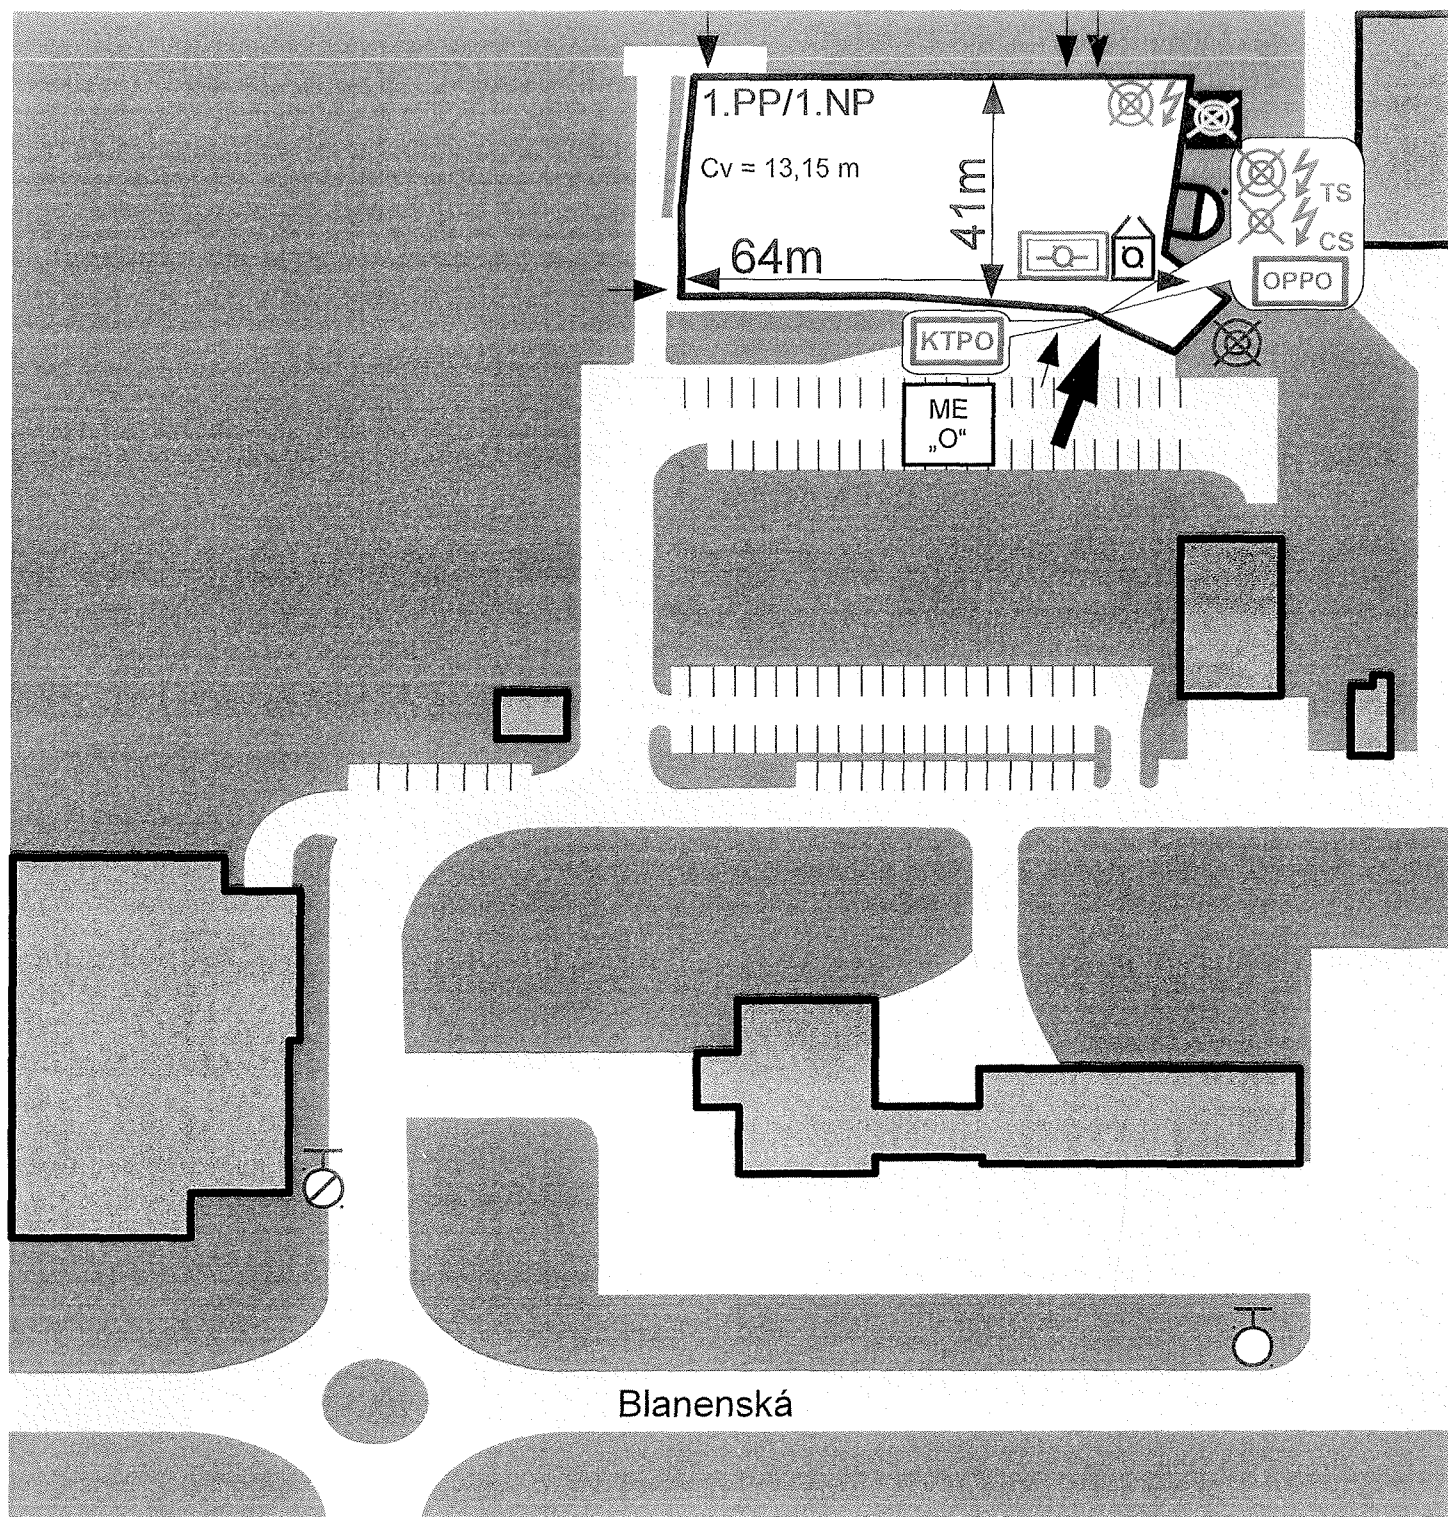 1.PP/1.NP
Cv = 13,15 m
41m
64m
TS
CS
OPPO
KTPO
ME
„O“
Blanenská